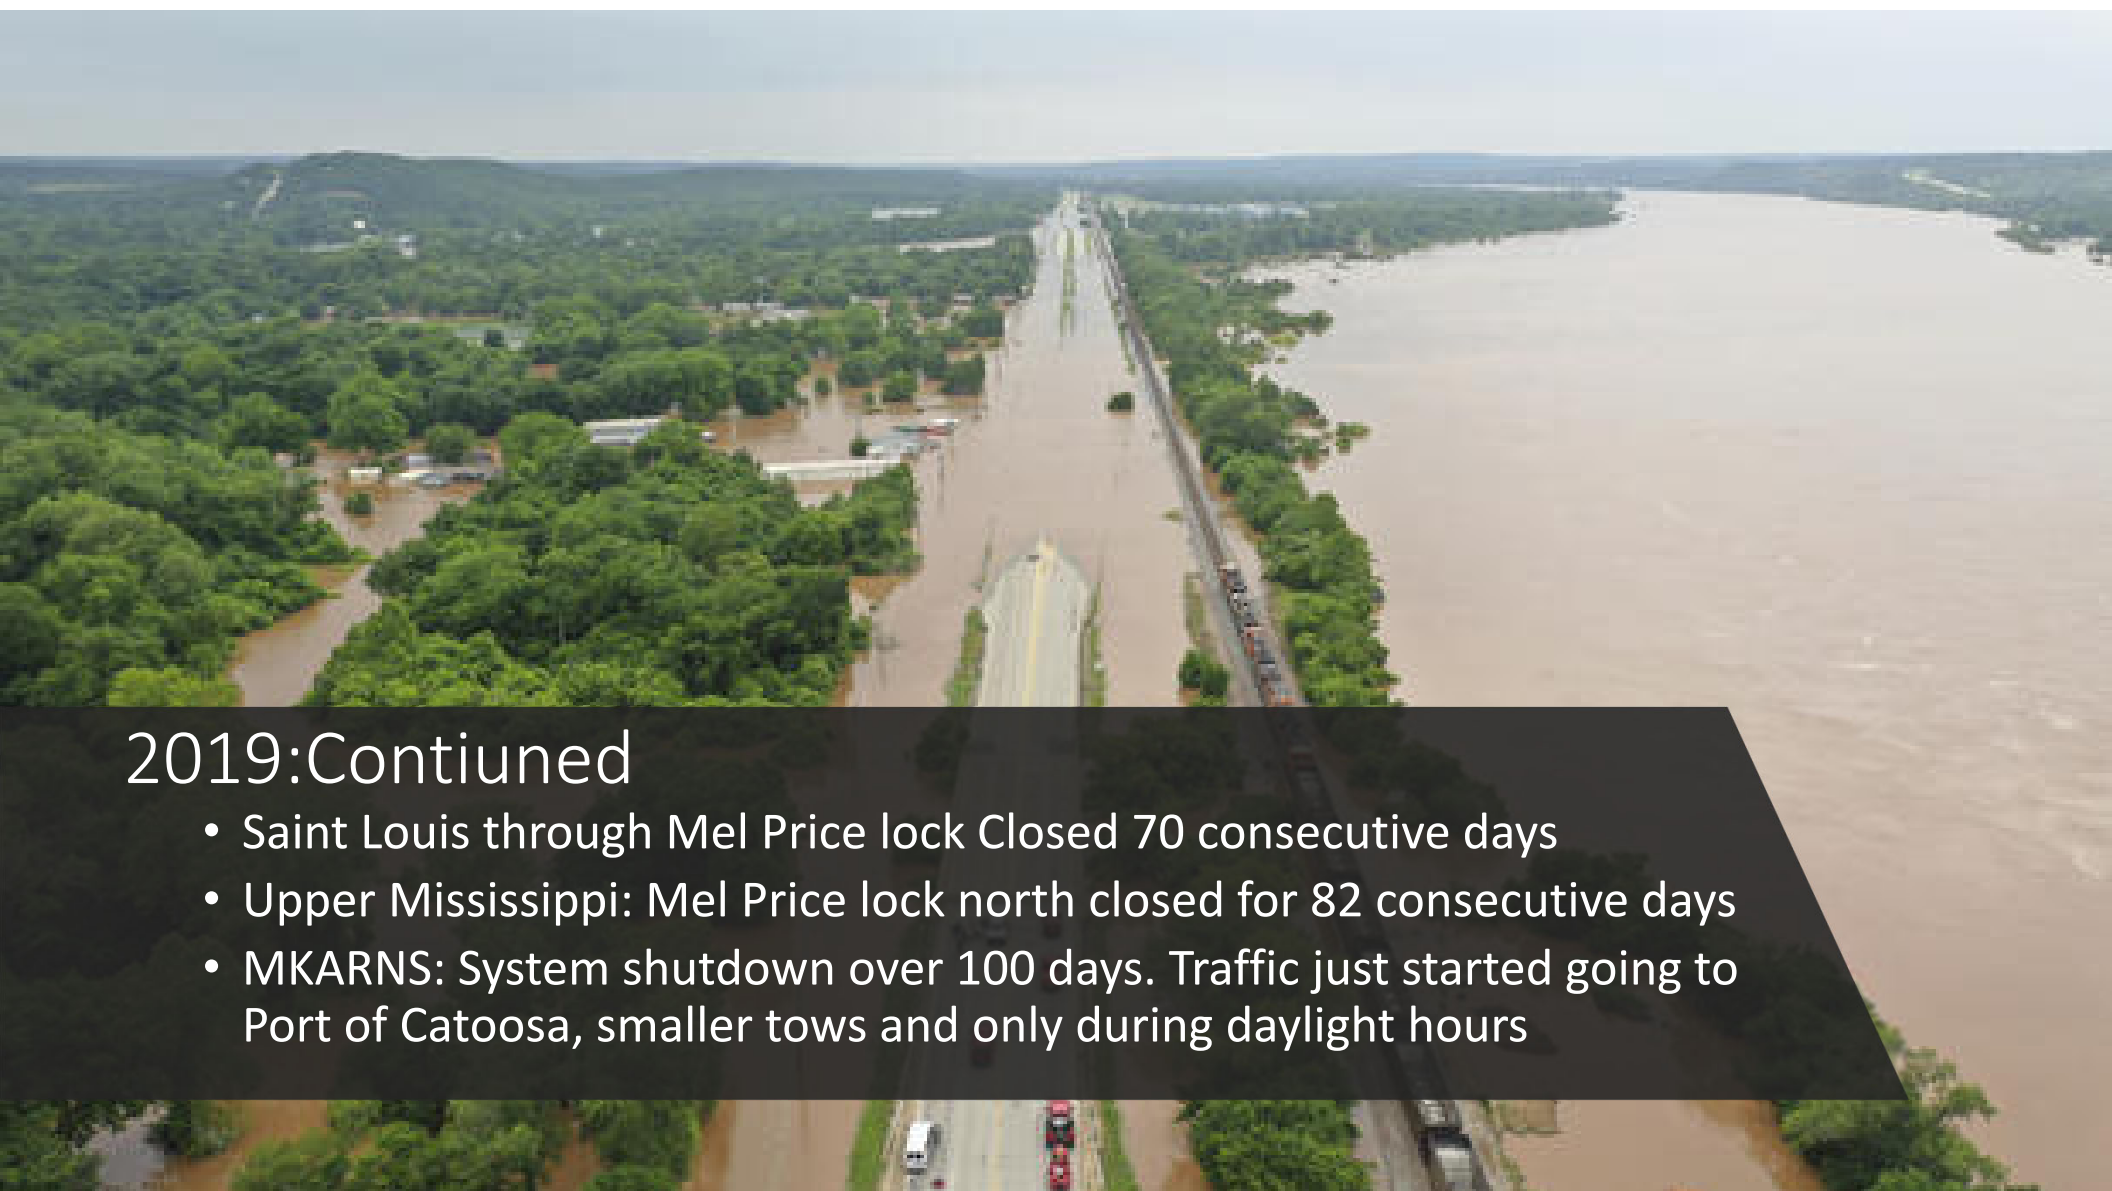 2019:Contiuned
• Saint Louis through Mel Price lock Closed 70 consecutive days
• Upper Mississippi: Mel Price lock north closed for 82 consecutive days
• MKARNS: System shutdown over 100 days. Traffic just started going to
Port of Catoosa, smaller tows and only during daylight hours